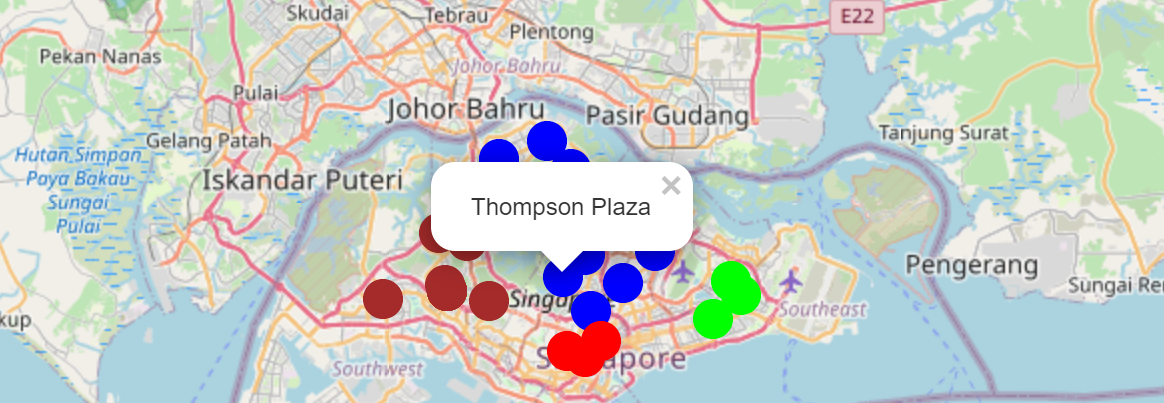 Skudai
Tebrau
E22
Plentong
Pekan Nanas
Johor Bahru
Pulai
Johor Bahru
Pasir Gudang
Gelang Patah
Tanjung Surat
Hutan Simpan
Paya Bakau
Sungai
Pulai
Iskandar Puteri
×
Thompson Plaza
Pengerang
Sungai Re
Southeast
kup
Southwest